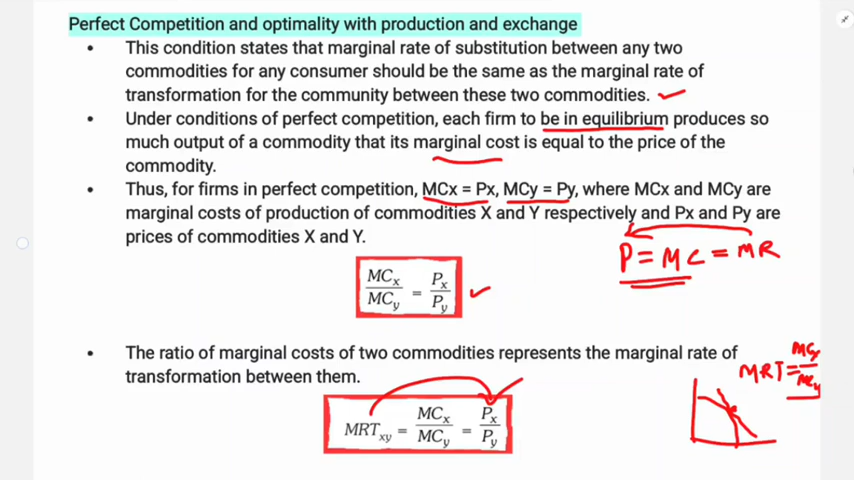 Perfect Competition and optimality with production and exchange
• This condition states that marginal rate of substitution between any two
commodities for any consumer should be the same as the marginal rate of
transformation for the community between these two commodities.
• Under conditions of perfect competition, each firm to be in equilibrium produces so
much output of a commodity that its marginal cost is equal to the price of the
commodity.
• Thus, for firms in perfect competition, MCx = Px, MCy = Py, where MCx and MCy are
marginal costs of production of commodities X and Y respectively and Px and Py are
prices of commodities X and Y.
P = MC = MR
MCx/MCy = Px/Py
• The ratio of marginal costs of two commodities represents the marginal rate of
transformation between them.
MRT = MCx/MCy
MRTxy = MCx/MCy = Px/Py